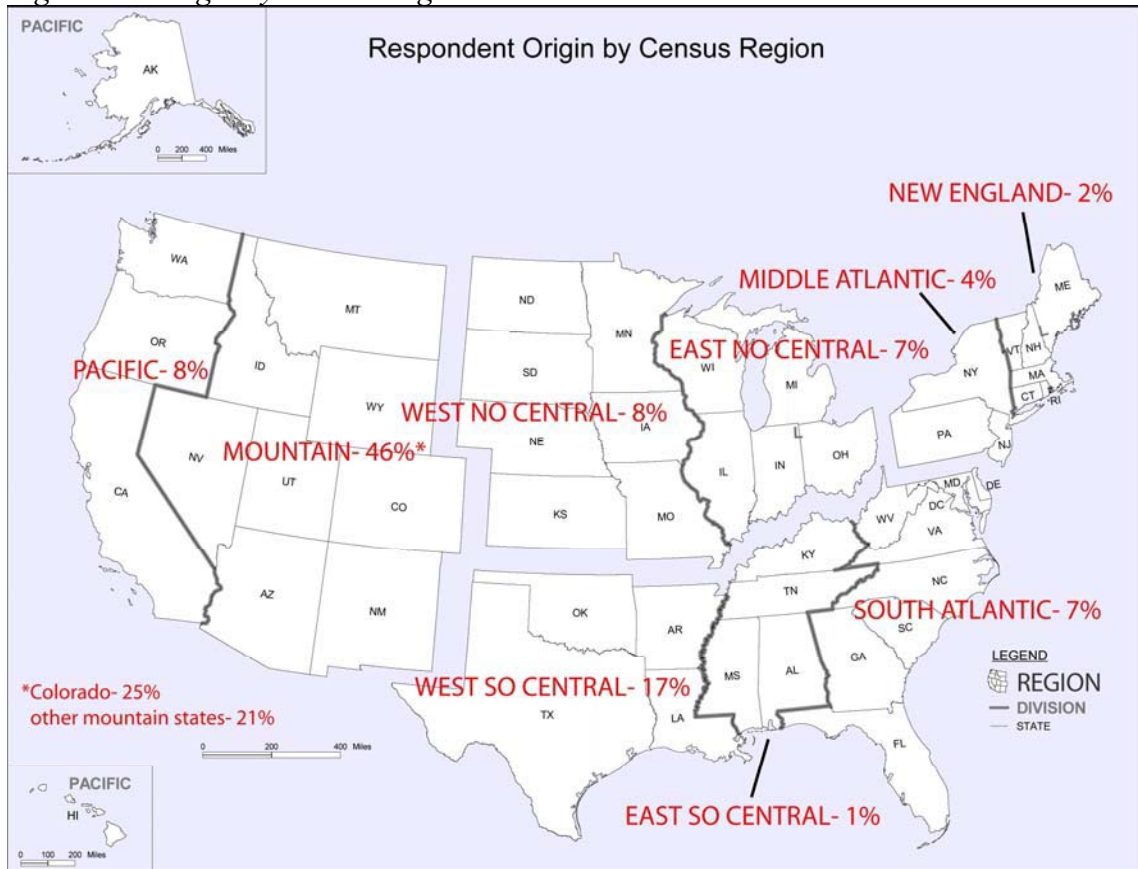 PACIFIC
AK
0 200 400 Miles
Respondent Origin by Census Region
NEW ENGLAND- 2%
MIDDLE ATLANTIC- 4%
ME
WA
MT
ND
MN
OR
EAST NO CENTRAL- 7%
VT
NH
PACIFIC- 8%
ID
SD
WI
MI
NY
MA
CT
RI
WY
WEST NO CENTRAL- 8%
IA
NE
PA
NJ
MOUNTAIN- 46%*
NV
UT
IL
IN
OH
MD
DE
CA
CO
KS
MO
WV
DC
VA
KY
AZ
NM
OK
TN
NC
AR
SOUTH ATLANTIC- 7%
SC
*Colorado- 25%
other mountain states- 21%
WEST SO CENTRAL- 17%
MS
AL
GA
TX
LA
LEGEND
REGION
DIVISION
STATE
0 200 400 Miles
FL
PACIFIC
HI
0 100 200 Miles
EAST SO CENTRAL- 1%